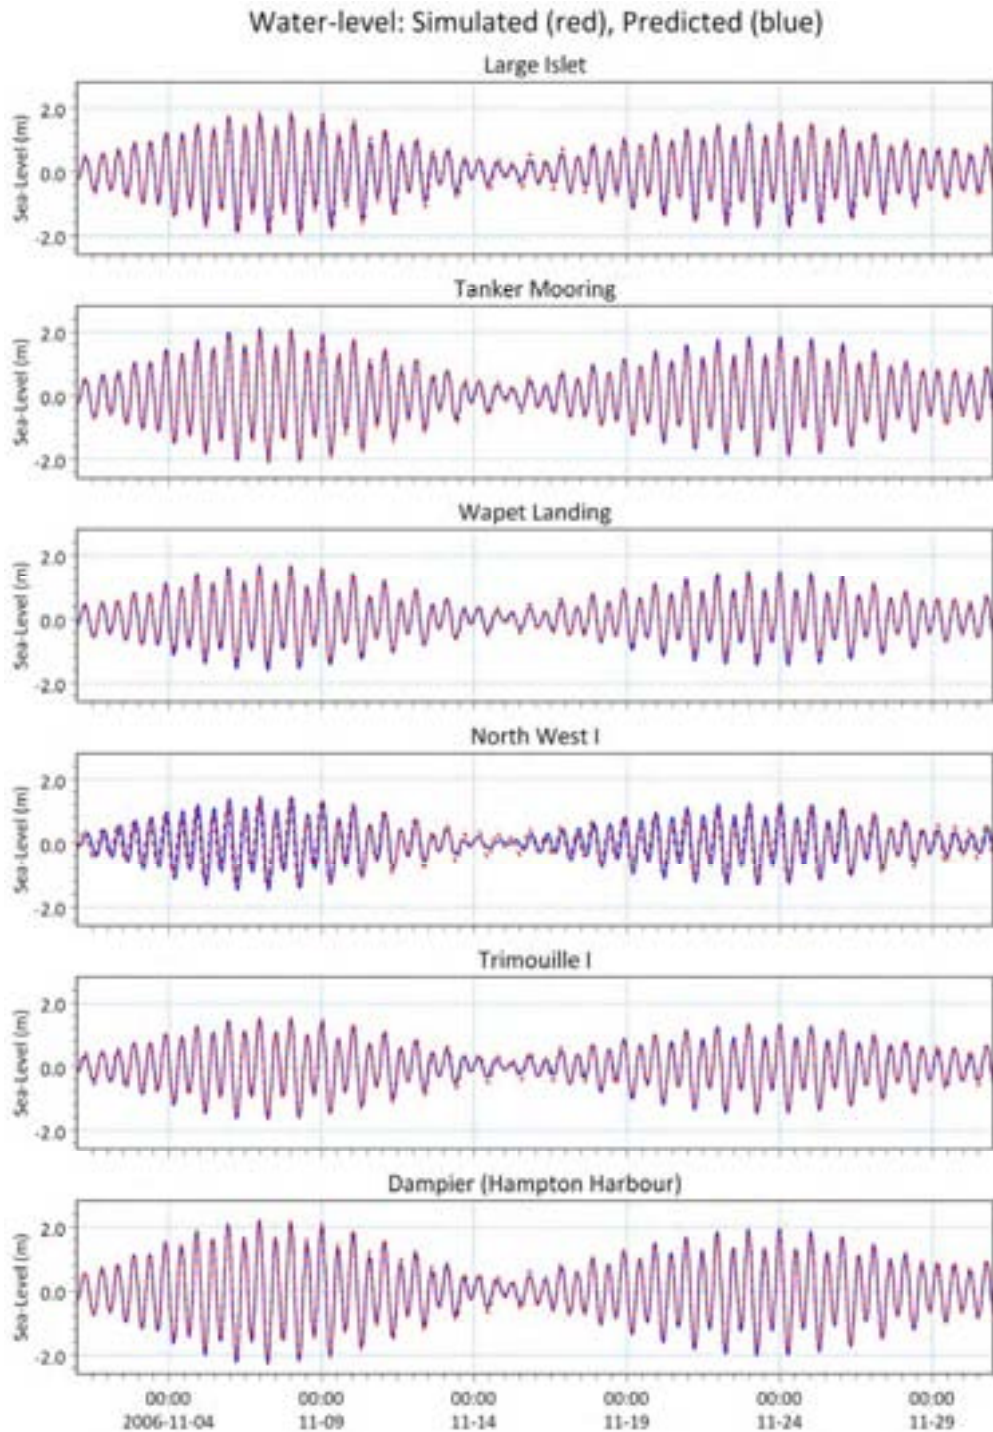 Water-level: Simulated (red), Predicted (blue)
Large Islet
Sea-Level (m)
2.0
0.0
-2.0
Tanker Mooring
Sea-Level (m)
2.0
0.0
-2.0
Wapet Landing
Sea-Level (m)
2.0
0.0
-2.0
North West I
Sea-Level (m)
2.0
0.0
-2.0
Trimouille I
Sea-Level (m)
2.0
0.0
-2.0
Dampier (Hampton Harbour)
Sea-Level (m)
2.0
0.0
-2.0
00:00 00:00 00:00 00:00 00:00 00:00
2006-11-04 11-09 11-14 11-19 11-24 11-29